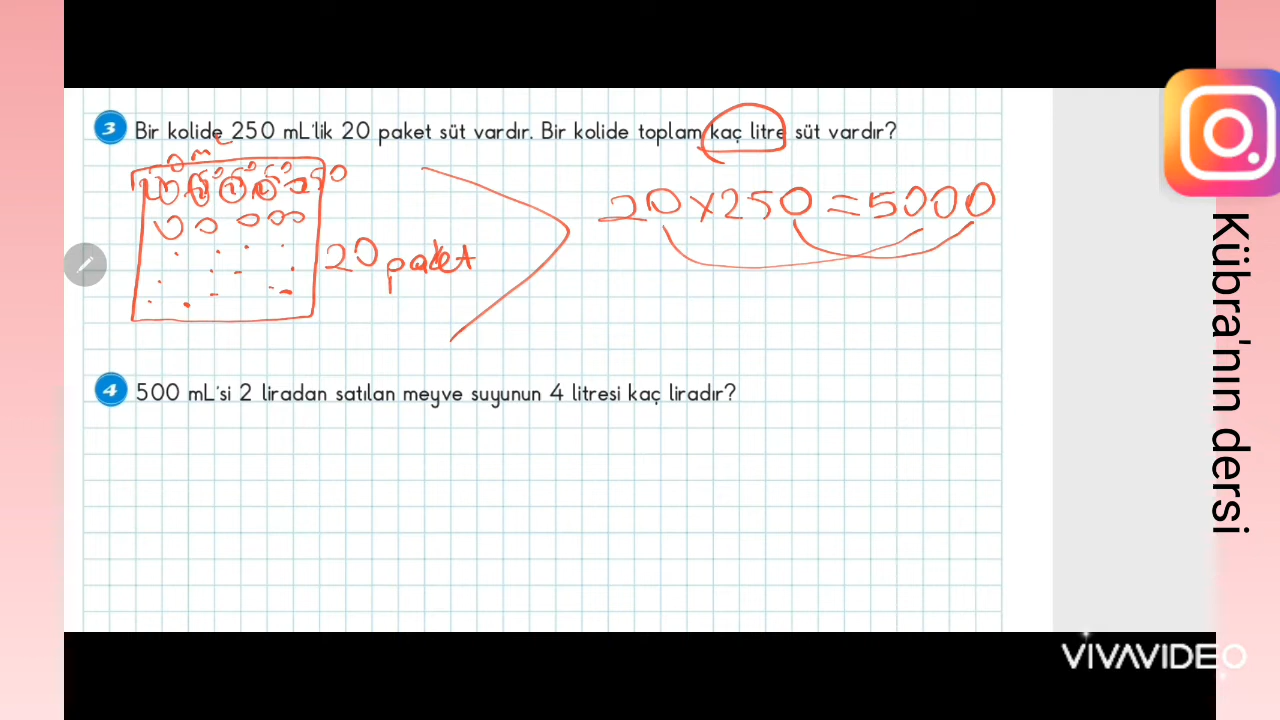 3 Bir kolide 250 mL'lik 20 paket süt vardır. Bir kolide toplam kaç litre süt vardır?
20 paket
20x250=5000
4 500 mL'si 2 liradan satılan meyve suyunun 4 litresi kaç liradır?
Kübra'nın dersi
VIVAVIDEO